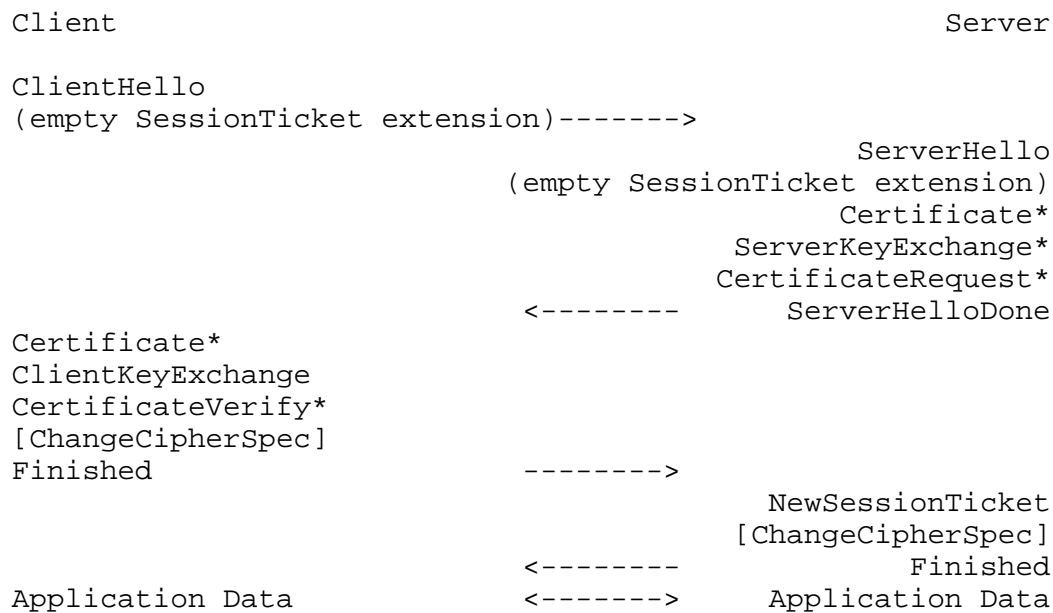 Client                                                Server

ClientHello
(empty SessionTicket extension)------->
                                                 ServerHello
                             (empty SessionTicket extension)
                                                Certificate*
                                          ServerKeyExchange*
                                         CertificateRequest*
                              <--------      ServerHelloDone
Certificate*
ClientKeyExchange
CertificateVerify*
[ChangeCipherSpec]
Finished                      -------->
                                            NewSessionTicket
                                          [ChangeCipherSpec]
                              <--------             Finished
Application Data              <------->     Application Data